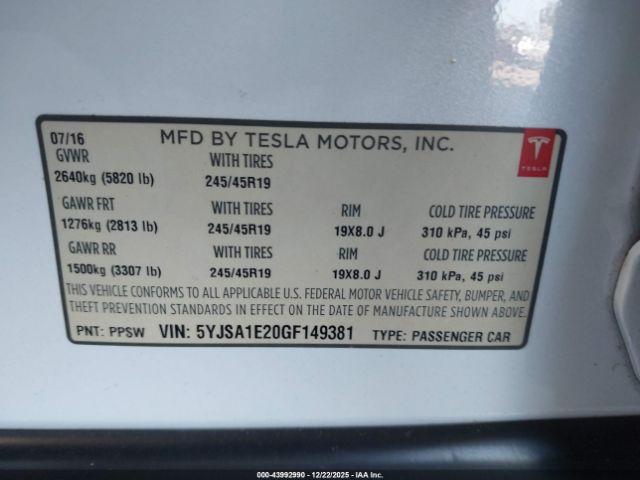 07/16 MFD BY TESLA MOTORS, INC.
GVWR WITH TIRES
2640kg (5820 lb) 245/45R19
TESLA
GAWR FRT WITH TIRES RIM COLD TIRE PRESSURE
1276kg (2813 lb) 245/45R19 19X8.0 J 310 kPa, 45 psi
GAWR RR WITH TIRES RIM COLD TIRE PRESSURE
1500kg (3307 lb) 245/45R19 19X8.0 J 310 kPa, 45 psi
THIS VEHICLE CONFORMS TO ALL APPLICABLE U.S. FEDERAL MOTOR VEHICLE SAFETY, BUMPER, AND
THEFT PREVENTION STANDARDS IN EFFECT ON THE DATE OF MANUFACTURE SHOWN ABOVE.
PNT: PPSW VIN: 5YJSA1E20GF149381 TYPE: PASSENGER CAR
000-43992990 - 12/22/2025 - IAA Inc.